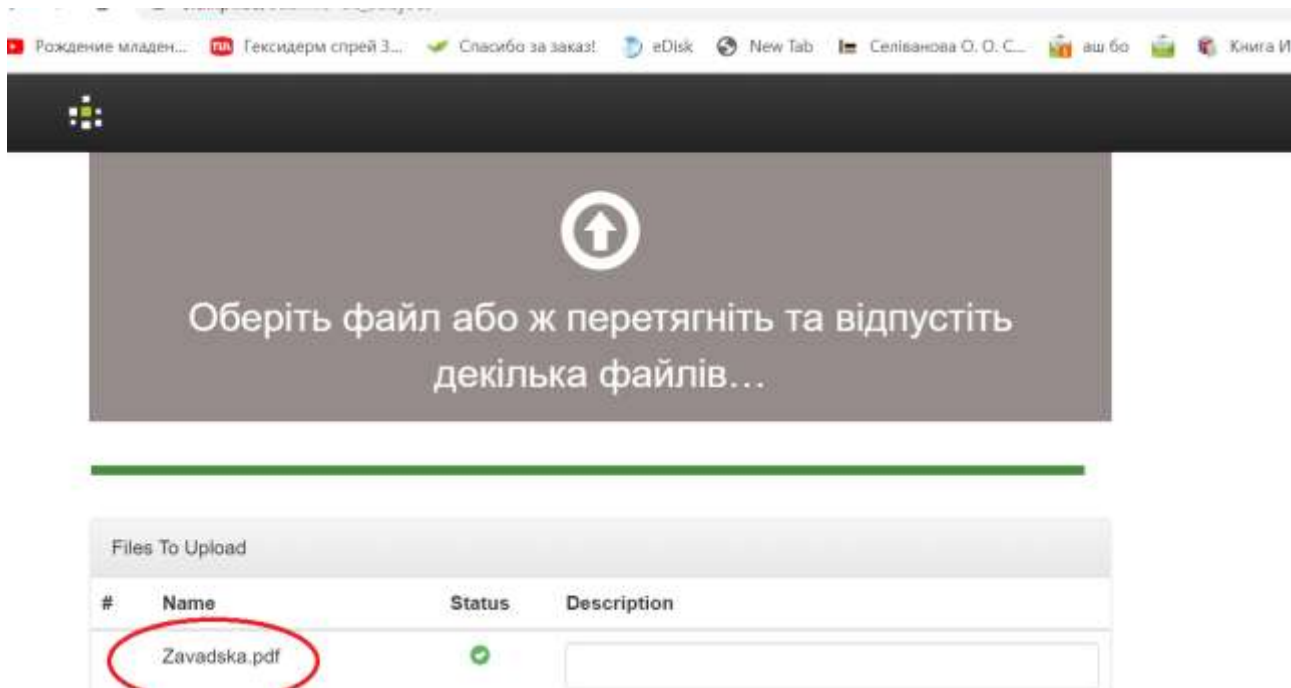 Рождение младен... Гексидерм спрей 3... Спасибо за заказ! eDisk New Tab Селіванова О. О. С... аш бо Книга И
Оберіть файл або ж перетягніть та відпустіть
декілька файлів...
Files To Upload
# Name Status Description
Zavadska.pdf